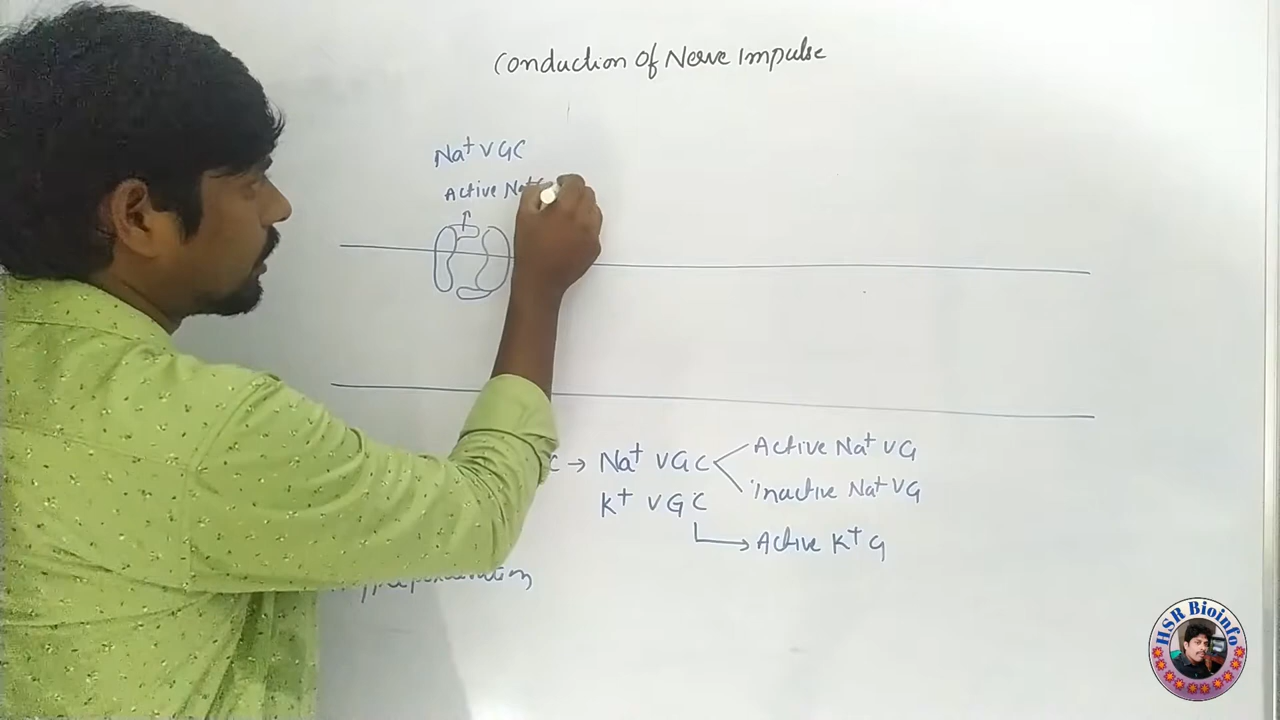 Conduction Of Nerve Impulse
Na+ VGC
Active Na+
C → Na+ VGC
Active Na+ VG
Inactive Na+ VG
K+ VGC
Active K+ G
HSR Bioinfo